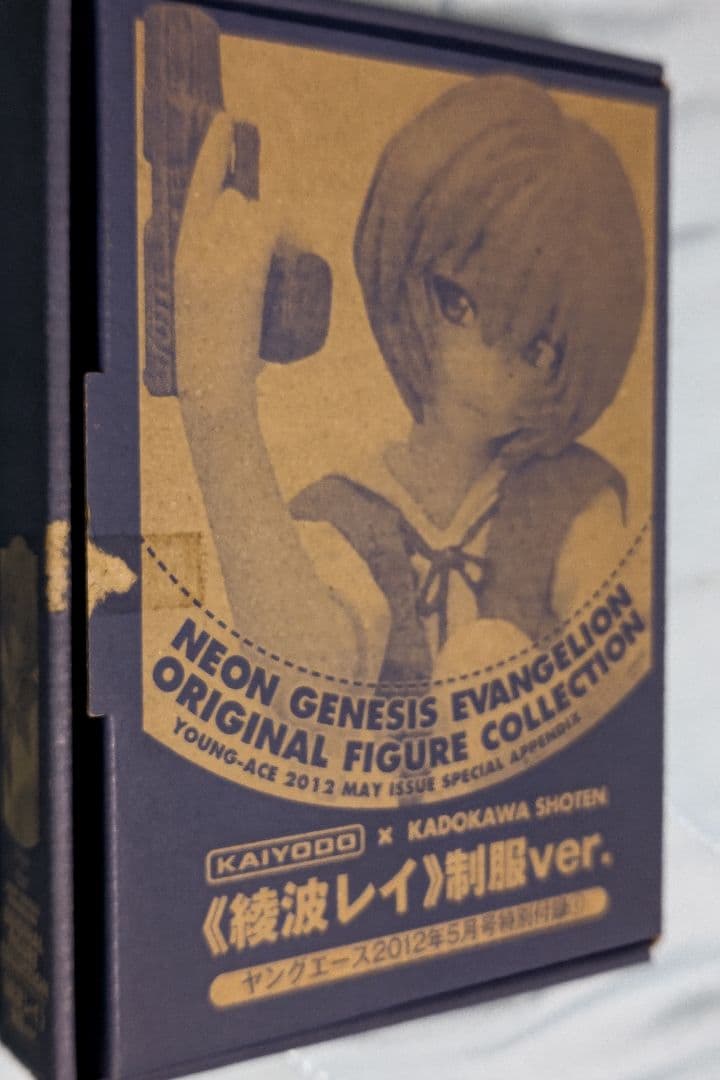 NEON GENESIS EVANGELION
ORIGINAL FIGURE COLLECTION
YOUNG-ACE 2012 MAY ISSUE SPECIAL APPENDIX
KAIYODO × KADOKAWA SHOTEN
《綾波レイ》制服ver.
ヤングエース2012年5月号特別付録①